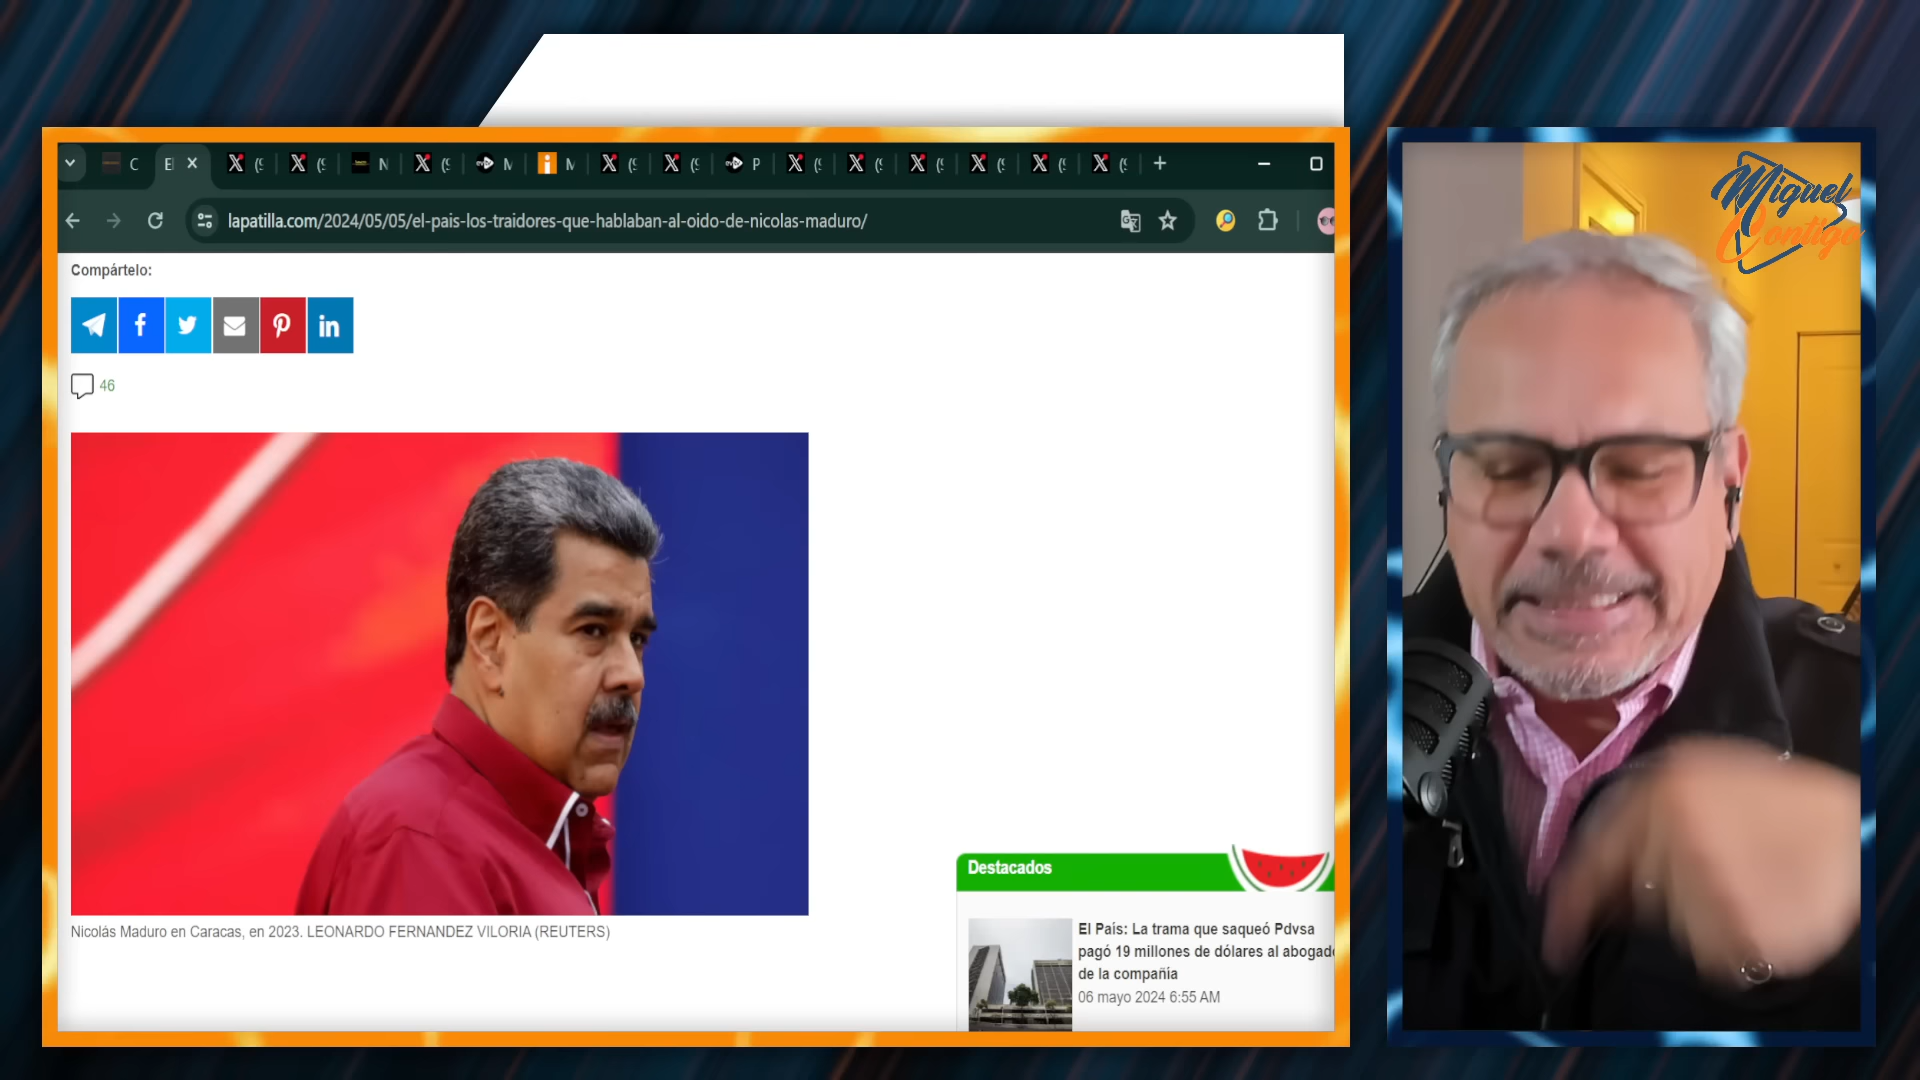 C
El
N
M
M
P
lapatilla.com/2024/05/05/el-pais-los-traidores-que-hablaban-al-oido-de-nicolas-maduro/
Compártelo:
46
Miguel
Contigo
Nicolás Maduro en Caracas, en 2023. LEONARDO FERNANDEZ VILORIA (REUTERS)
Destacados
El País: La trama que saqueó Pdvsa
pagó 19 millones de dólares al abogado
de la compañía
06 mayo 2024 6:55 AM